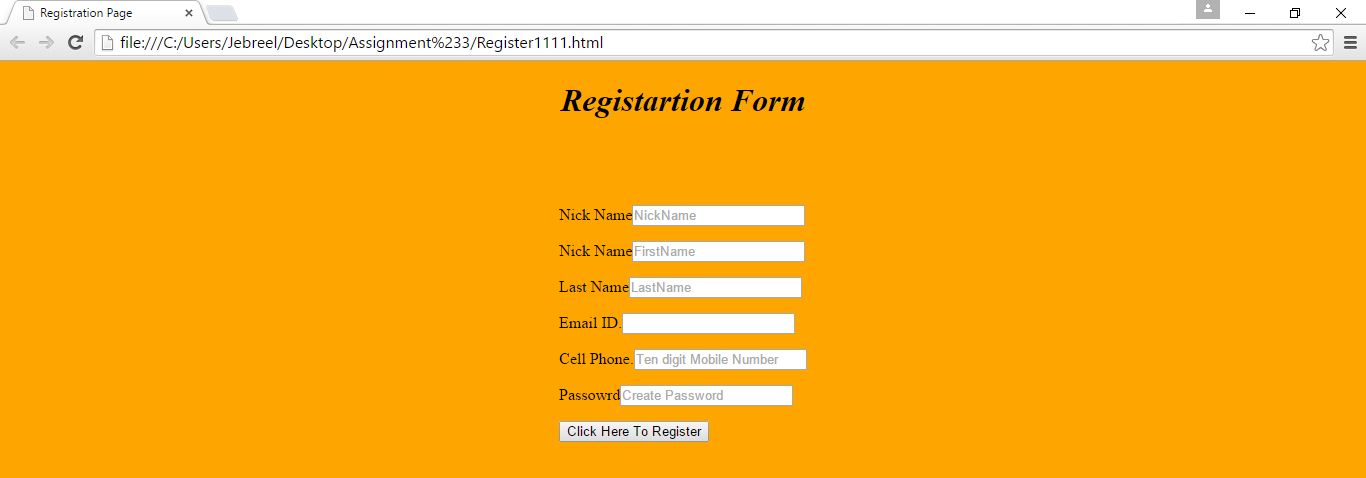 Registration Page
file:///C:/Users/Jebreel/Desktop/Assignment%233/Register1111.html
Registartion Form
Nick Name NickName
Nick Name FirstName
Last Name LastName
Email ID.
Cell Phone. Ten digit Mobile Number
Passowrd Create Password
Click Here To Register